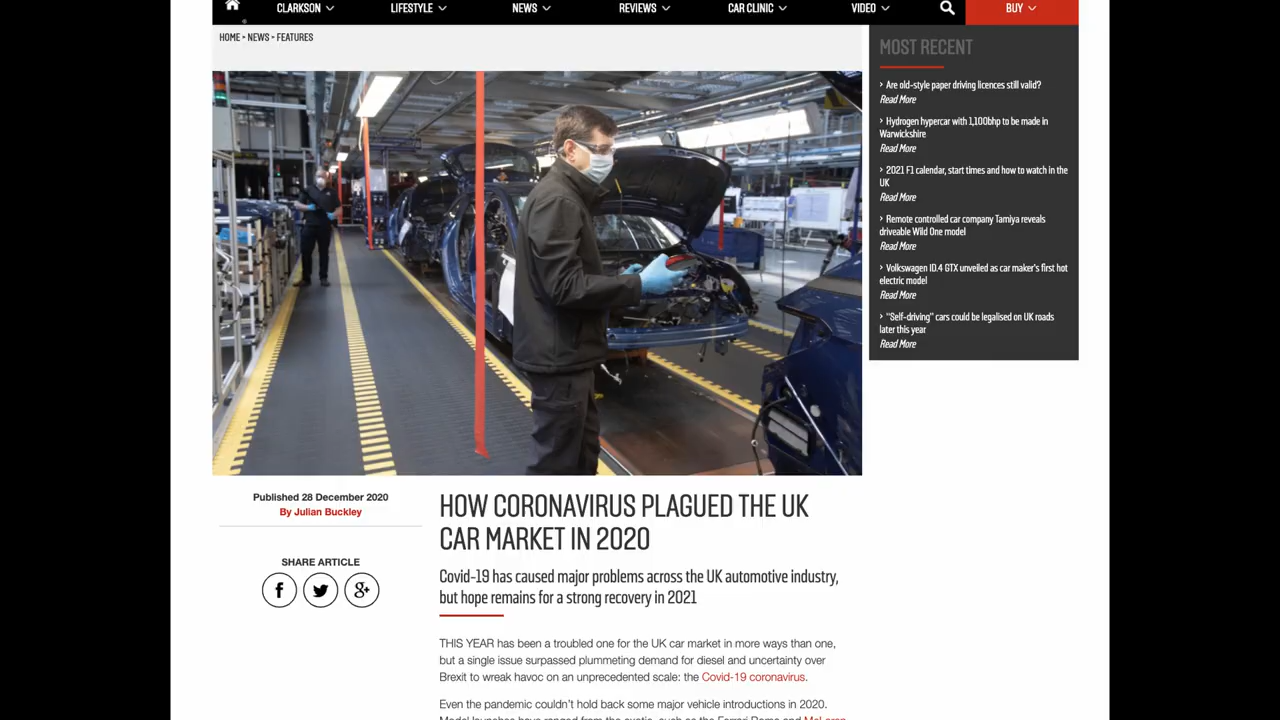 CLARKSON LIFESTYLE NEWS REVIEWS CAR CLINIC VIDEO BUY
HOME > NEWS > FEATURES
MOST RECENT
› Are old-style paper driving licences still valid?
Read More
› Hydrogen hypercar with 1,100bhp to be made in
Warwickshire
Read More
› 2021 F1 calendar, start times and how to watch in the
UK
Read More
› Remote controlled car company Tamiya reveals
driveable Wild One model
Read More
› Volkswagen ID.4 GTX unveiled as car maker's first hot
electric model
Read More
› "Self-driving" cars could be legalised on UK roads
later this year
Read More
Published 28 December 2020
By Julian Buckley
SHARE ARTICLE
HOW CORONAVIRUS PLAGUED THE UK
CAR MARKET IN 2020
Covid-19 has caused major problems across the UK automotive industry,
but hope remains for a strong recovery in 2021
THIS YEAR has been a troubled one for the UK car market in more ways than one,
but a single issue surpassed plummeting demand for diesel and uncertainty over
Brexit to wreak havoc on an unprecedented scale: the Covid-19 coronavirus.
Even the pandemic couldn't hold back some major vehicle introductions in 2020.